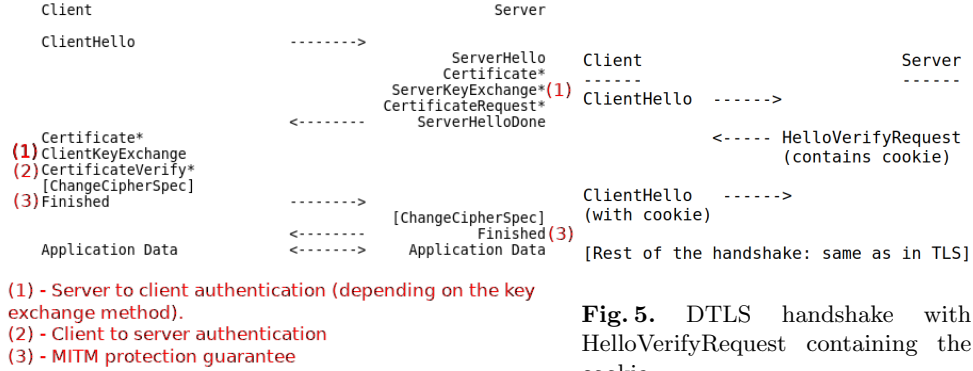 Client Server
ClientHello -------->
ServerHello
Certificate*
ServerKeyExchange*(1)
CertificateRequest*
<-------- ServerHelloDone
Certificate*
(1)ClientKeyExchange
(2)CertificateVerify*
[ChangeCipherSpec]
(3)Finished -------->
[ChangeCipherSpec]
<-------- Finished(3)
Application Data <-------> Application Data
(1) - Server to client authentication (depending on the key
exchange method).
(2) - Client to server authentication
(3) - MITM protection guarantee
Client Server
------ ------
ClientHello ------>
<----- HelloVerifyRequest
(contains cookie)
ClientHello ------>
(with cookie)
[Rest of the handshake: same as in TLS]
Fig. 5. DTLS handshake with
HelloVerifyRequest containing the